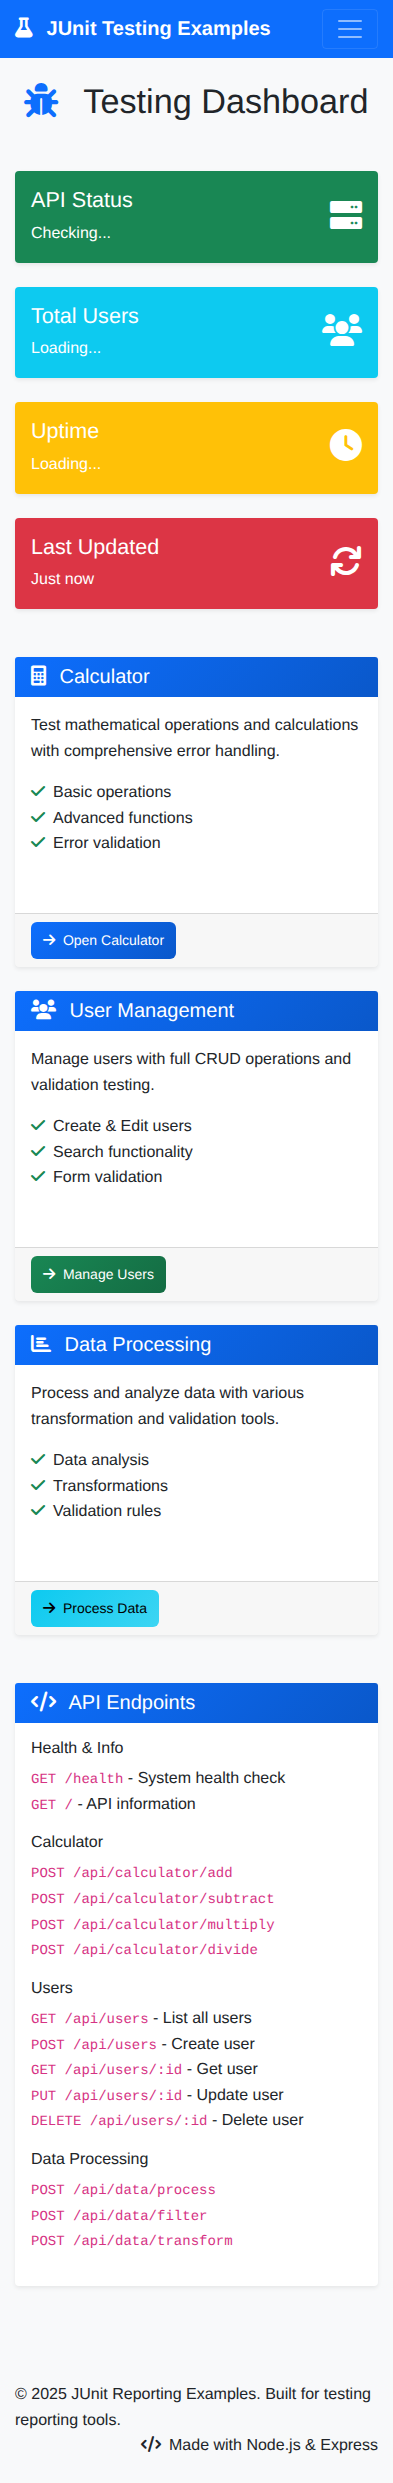 JUnit Testing Examples
Testing Dashboard
API Status
Checking...
Total Users
Loading...
Uptime
Loading...
Last Updated
Just now
Calculator
Test mathematical operations and calculations
with comprehensive error handling.
Basic operations
Advanced functions
Error validation
Open Calculator
User Management
Manage users with full CRUD operations and
validation testing.
Create & Edit users
Search functionality
Form validation
Manage Users
Data Processing
Process and analyze data with various
transformation and validation tools.
Data analysis
Transformations
Validation rules
Process Data
API Endpoints
Health & Info
GET /health - System health check
GET / - API information
Calculator
POST /api/calculator/add
POST /api/calculator/subtract
POST /api/calculator/multiply
POST /api/calculator/divide
Users
GET /api/users - List all users
POST /api/users - Create user
GET /api/users/:id - Get user
PUT /api/users/:id - Update user
DELETE /api/users/:id - Delete user
Data Processing
POST /api/data/process
POST /api/data/filter
POST /api/data/transform
© 2025 JUnit Reporting Examples. Built for testing
reporting tools.
Made with Node.js & Express